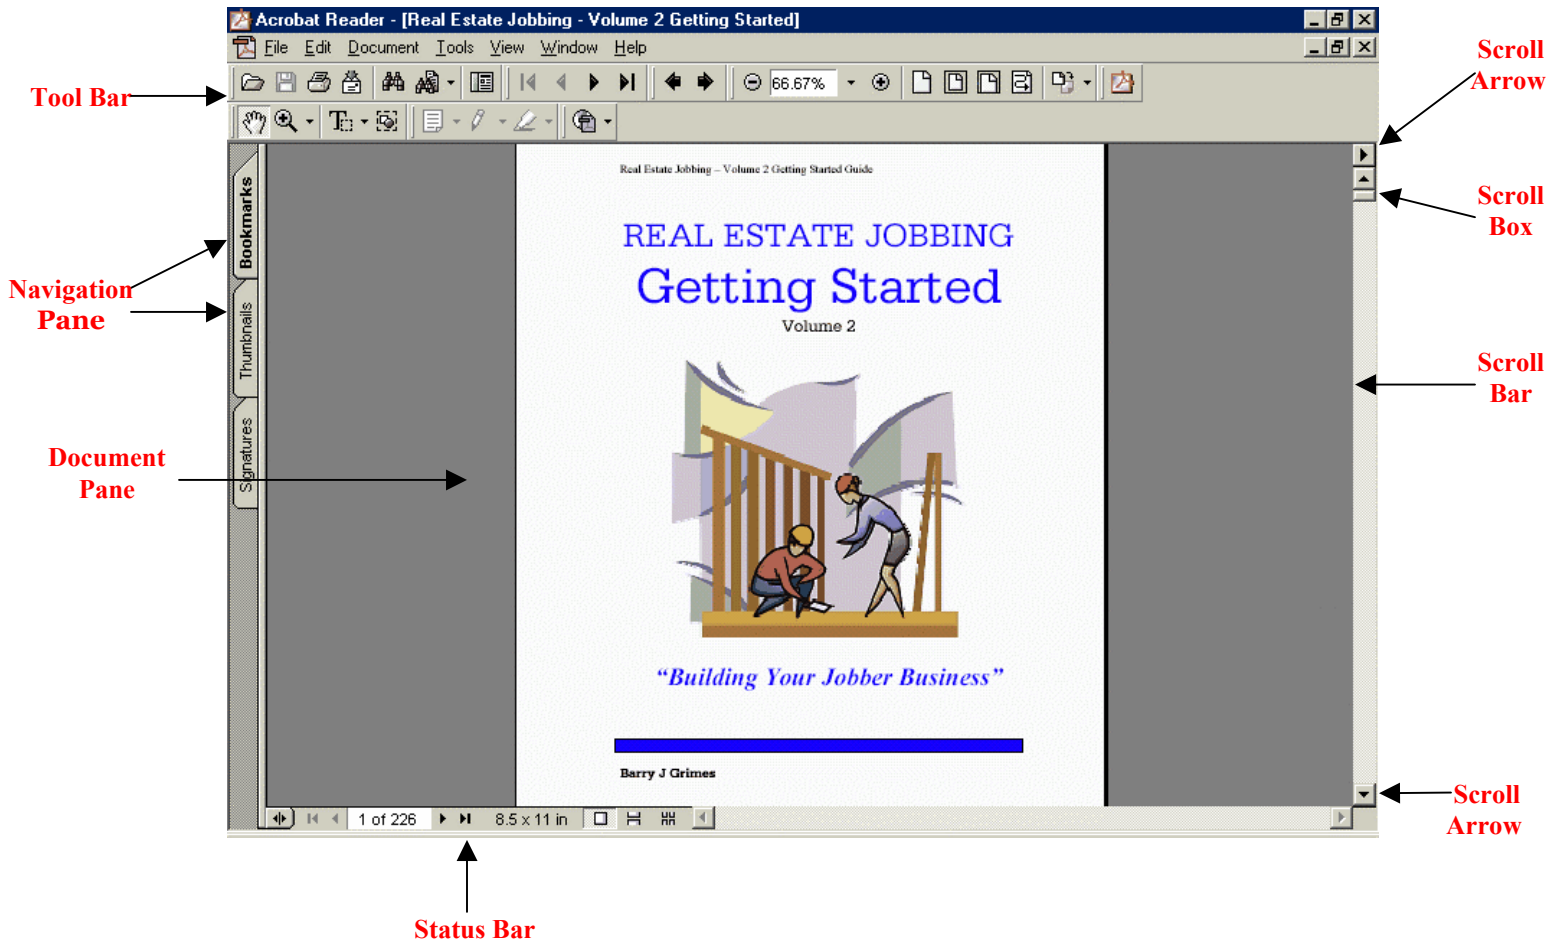 Acrobat Reader - [Real Estate Jobbing - Volume 2 Getting Started]
File Edit Document Tools View Window Help
Scroll
Arrow
66.67%
Tool Bar
Real Estate Jobbing – Volume 2 Getting Started Guide
Bookmarks
Scroll
Box
REAL ESTATE JOBBING
Getting Started
Volume 2
Navigation
Pane
Thumbnails
Scroll
Bar
Signatures
Document
Pane
“Building Your Jobber Business”
Barry J Grimes
Scroll
Arrow
1 of 226
8.5 x 11 in
Status Bar